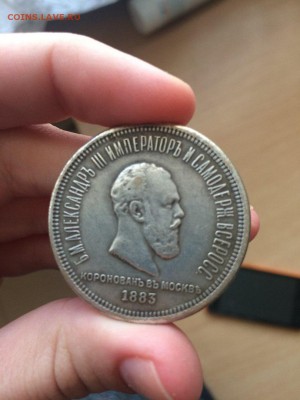 COINS.LAVE.RU
Б.М.АЛЕКСАНДРЪ III ИМПЕРАТОРЪ И САМОДЕРЖ. ВСЕРОСС.
КОРОНОВАНЪ ВЪ МОСКВѢ
1883